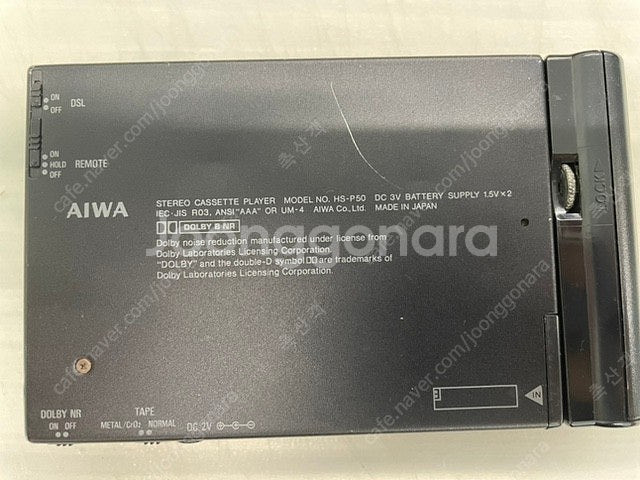 ON
OFF
DSL
ON
HOLD
OFF
REMOTE
AIWA
STEREO CASSETTE PLAYER MODEL NO. HS-P50 DC 3V BATTERY SUPPLY 1.5V×2
IEC·JIS R03, ANSI"AAA" OR UM-4 AIWA Co., Ltd. MADE IN JAPAN
DOLBY B NR
Dolby noise reduction manufactured under license from
Dolby Laboratories Licensing Corporation.
"DOLBY" and the double-D symbol are trademarks of
Dolby Laboratories Licensing Corporation.
Joonggonara
LOCK
IN
DOLBY NR
ON OFF
TAPE
METAL/CrO2 NORMAL
DC 2V
cafe.naver.com/joonggonara
촉산객